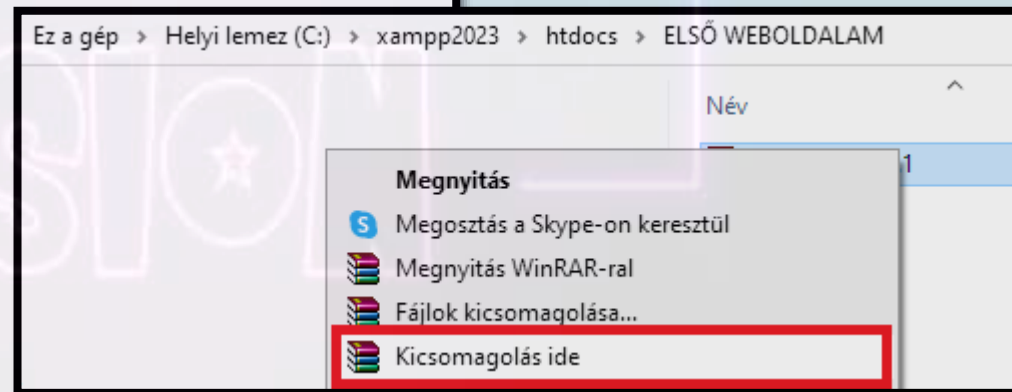 Ez a gép > Helyi lemez (C:) > xampp2023 > htdocs > ELSŐ WEBOLDALAM
Név
1
Megnyitás
Megosztás a Skype-on keresztül
Megnyitás WinRAR-ral
Fájlok kicsomagolása...
Kicsomagolás ide